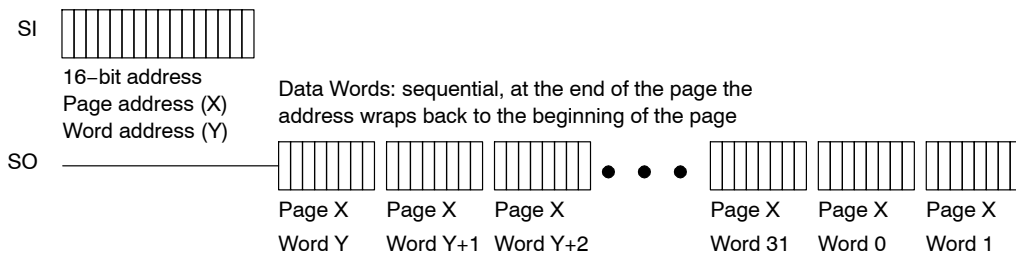 SI
16−bit address
Page address (X)
Word address (Y)
Data Words: sequential, at the end of the page the
address wraps back to the beginning of the page
SO
Page X Page X Page X Page X Page X Page X
Word Y Word Y+1 Word Y+2 Word 31 Word 0 Word 1